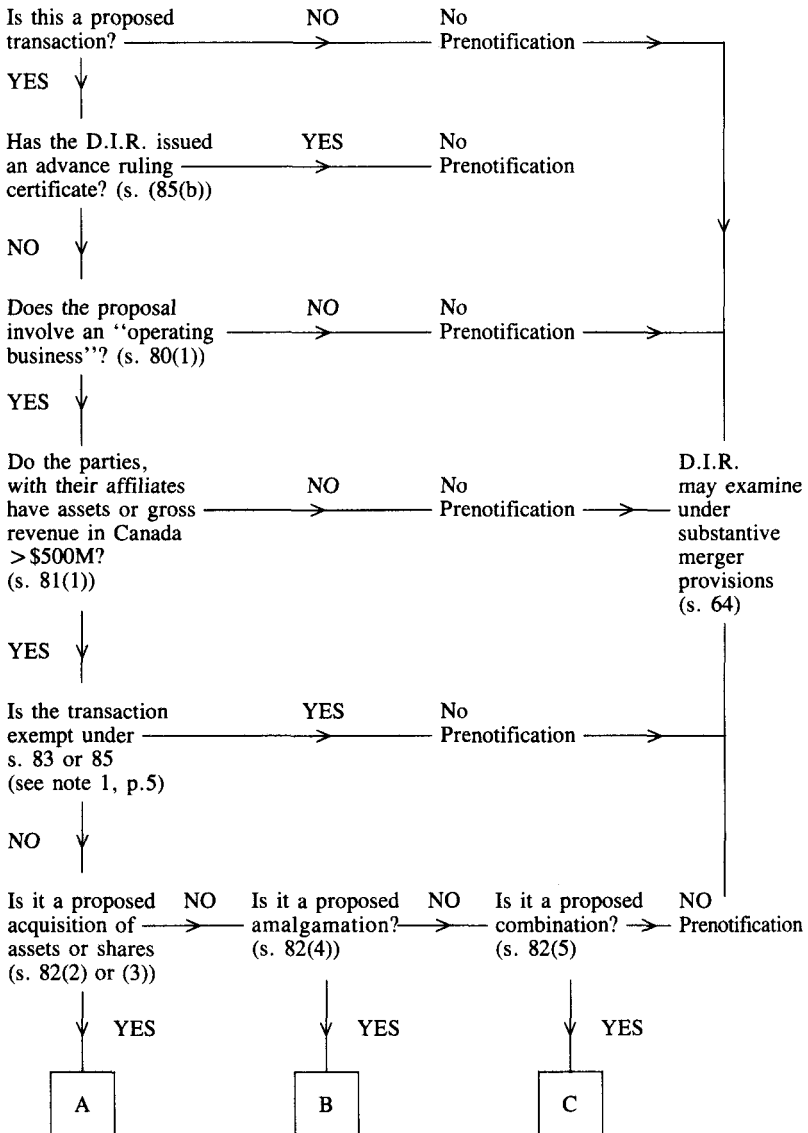 Is this a proposed
transaction?
NO
No
Prenotification
YES
Has the D.I.R. issued
an advance ruling
certificate? (s. (85(b))
YES
No
Prenotification
NO
Does the proposal
involve an ‘‘operating
business’’? (s. 80(1))
NO
No
Prenotification
YES
Do the parties,
with their affiliates
have assets or gross
revenue in Canada
>$500M?
(s. 81(1))
NO
No
Prenotification
D.I.R.
may examine
under
substantive
merger
provisions
(s. 64)
YES
Is the transaction
exempt under
s. 83 or 85
(see note 1, p.5)
YES
No
Prenotification
NO
Is it a proposed
acquisition of
assets or shares
(s. 82(2) or (3))
NO
Is it a proposed
amalgamation?
(s. 82(4))
NO
Is it a proposed
combination?
(s. 82(5)
NO
Prenotification
YES
YES
YES
A
B
C